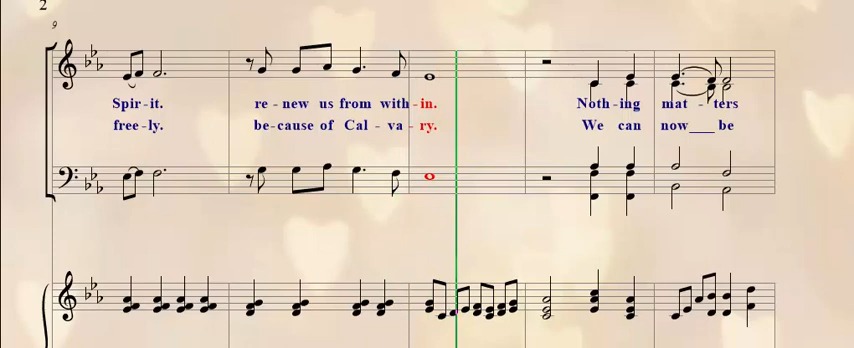 2
9
Spir-it. re-new us from with-in. Noth-ing mat-ters
free-ly. be-cause of Cal-va-ry. We can now___ be